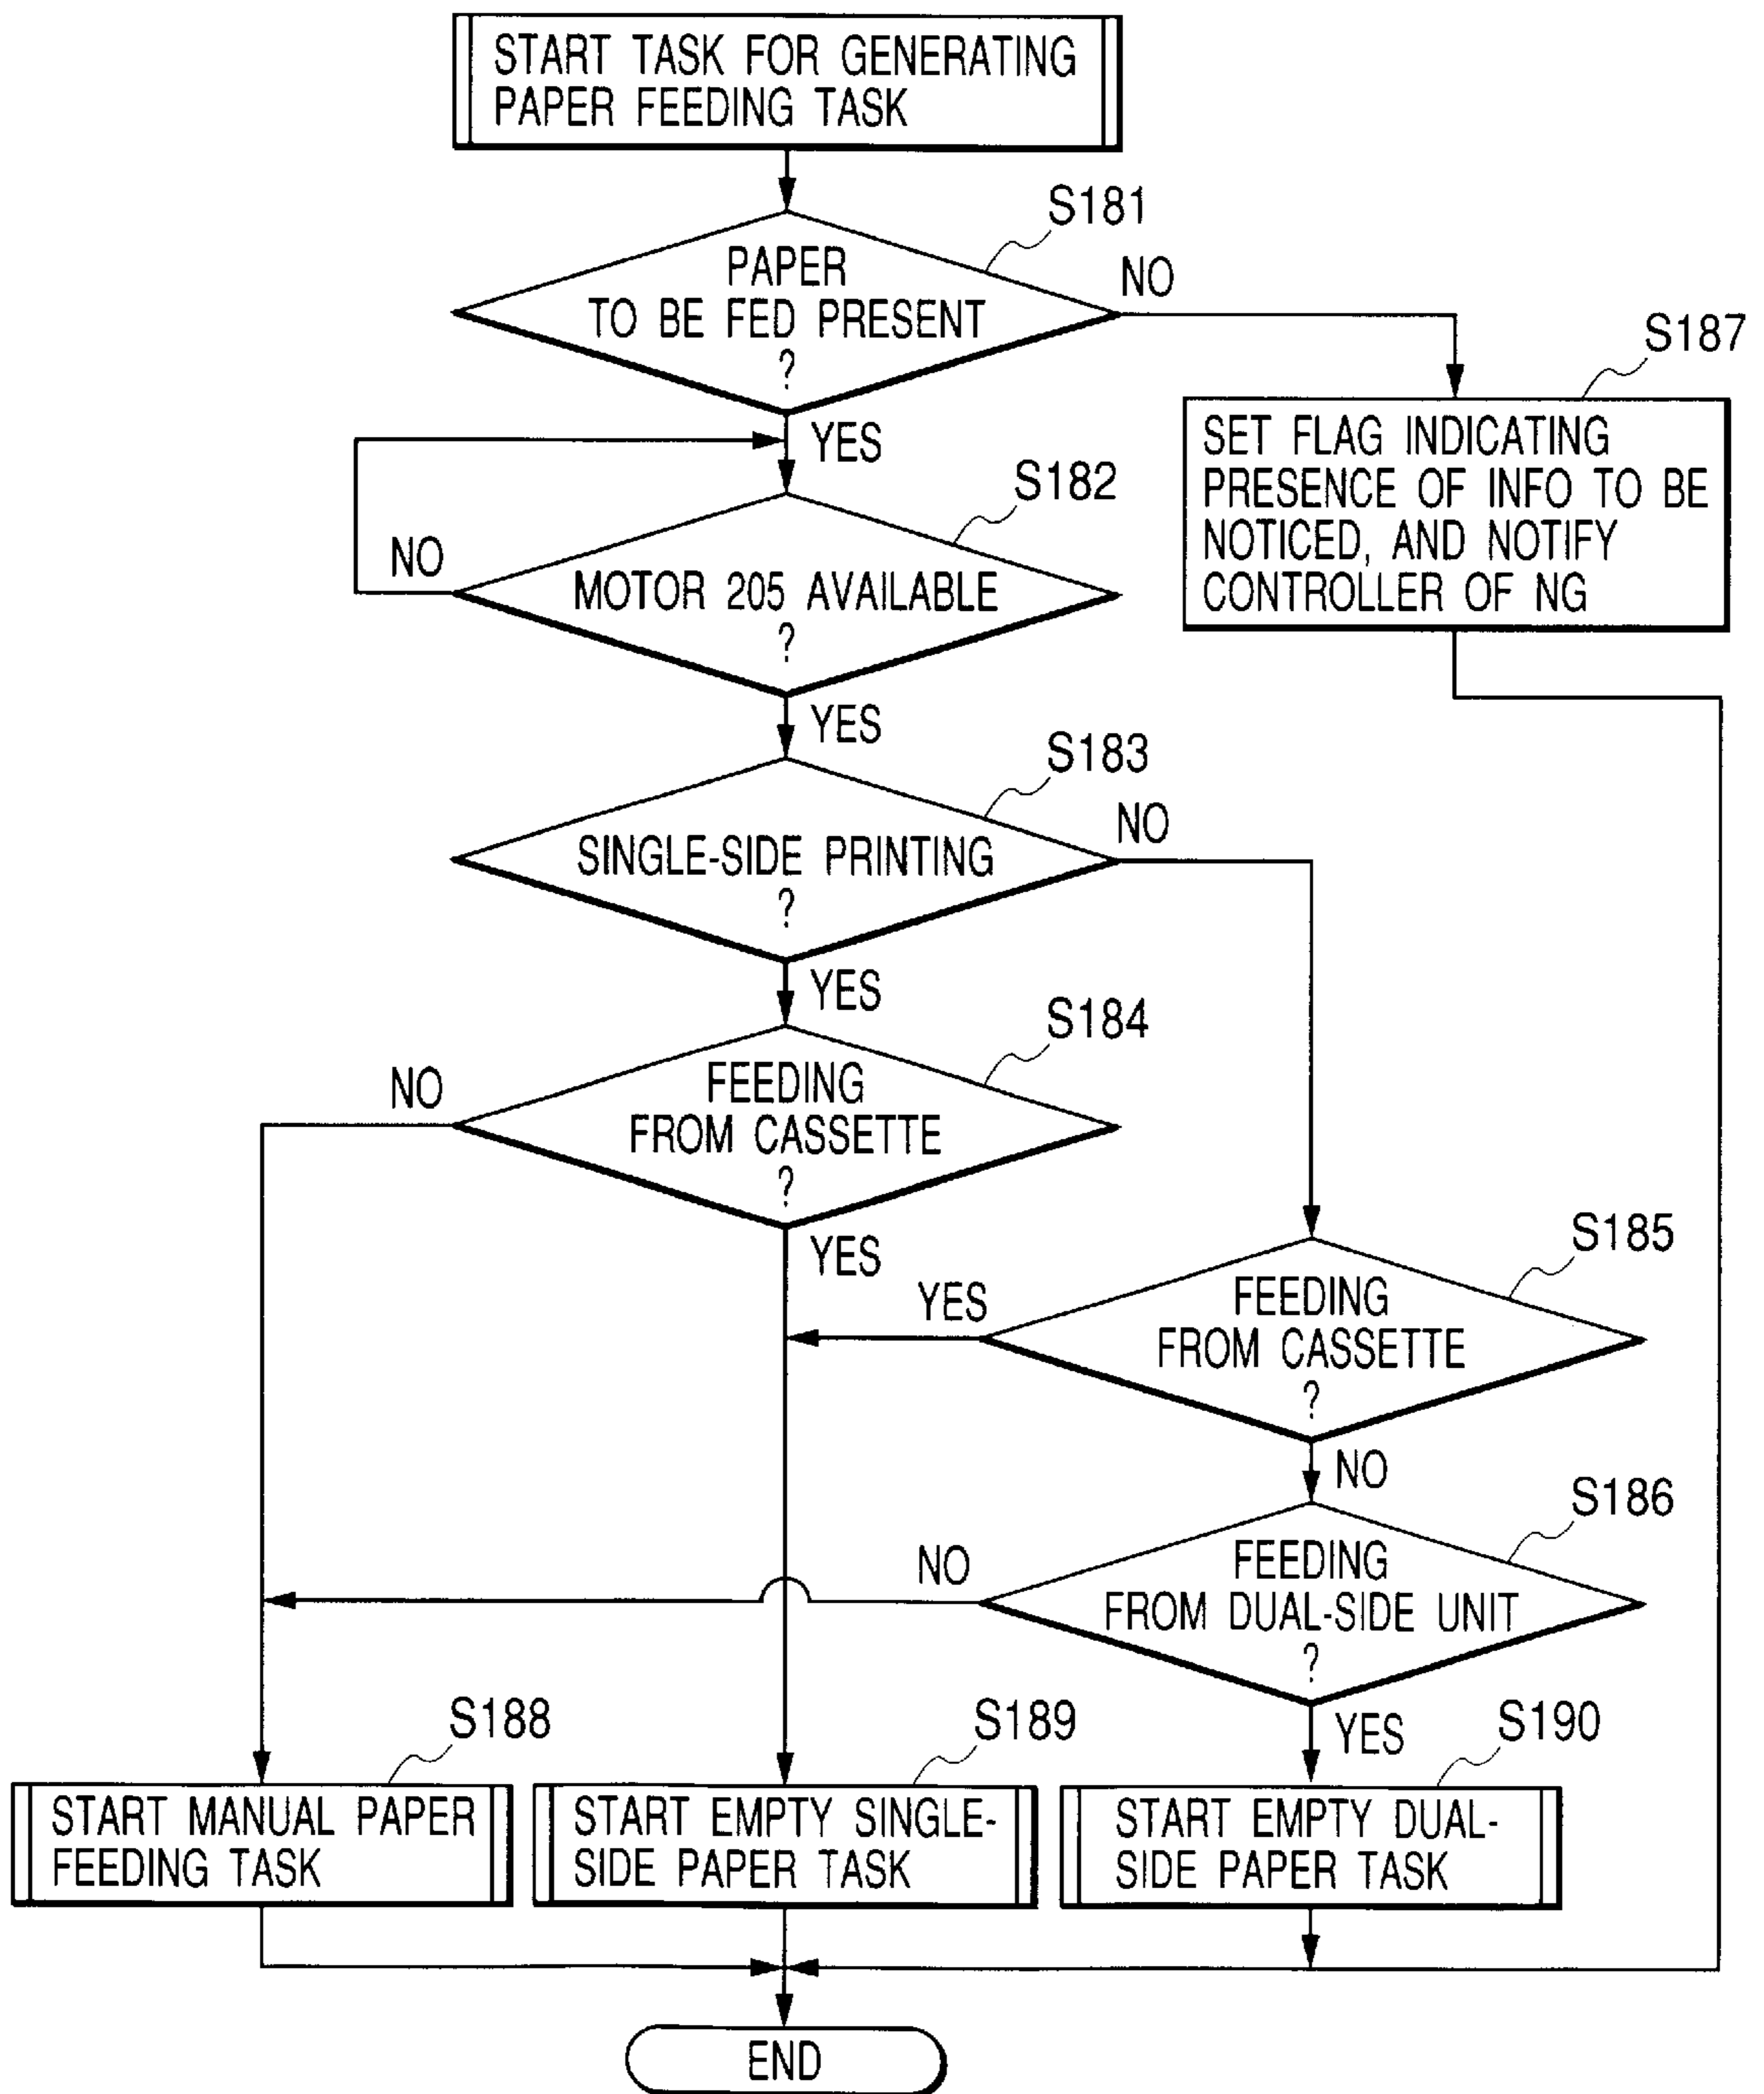 START TASK FOR GENERATING
PAPER FEEDING TASK
S181
PAPER
TO BE FED PRESENT
?
NO
YES
S187
SET FLAG INDICATING
PRESENCE OF INFO TO BE
NOTICED, AND NOTIFY
CONTROLLER OF NG
S182
NO
MOTOR 205 AVAILABLE
?
YES
S183
NO
SINGLE-SIDE PRINTING
?
YES
S184
NO
FEEDING
FROM CASSETTE
?
YES
S185
YES
FEEDING
FROM CASSETTE
?
NO
S186
NO
FEEDING
FROM DUAL-SIDE UNIT
?
YES
S188
START MANUAL PAPER
FEEDING TASK
S189
START EMPTY SINGLE-
SIDE PAPER TASK
S190
START EMPTY DUAL-
SIDE PAPER TASK
END